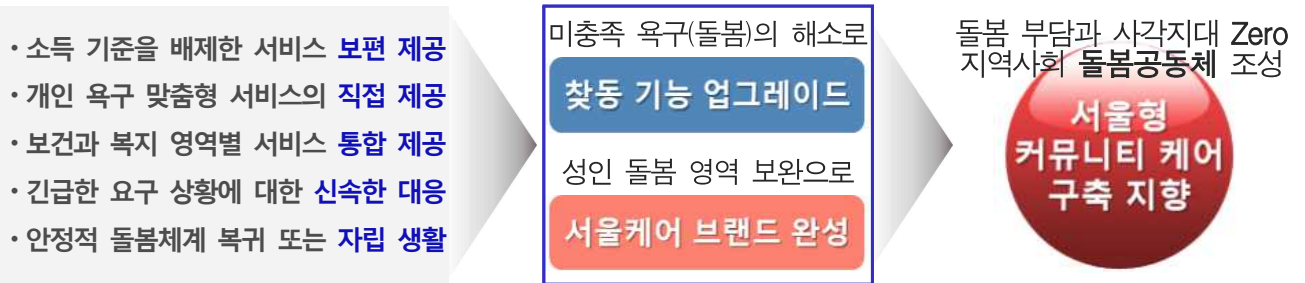 · 소득 기준을 배제한 서비스 보편 제공
· 개인 욕구 맞춤형 서비스의 직접 제공
· 보건과 복지 영역별 서비스 통합 제공
· 긴급한 요구 상황에 대한 신속한 대응
· 안정적 돌봄체계 복귀 또는 자립 생활
미충족 욕구(돌봄)의 해소로
찾동 기능 업그레이드
성인 돌봄 영역 보완으로
서울케어 브랜드 완성
돌봄 부담과 사각지대 Zero
지역사회 돌봄공동체 조성
서울형
커뮤니티 케어
구축 지향